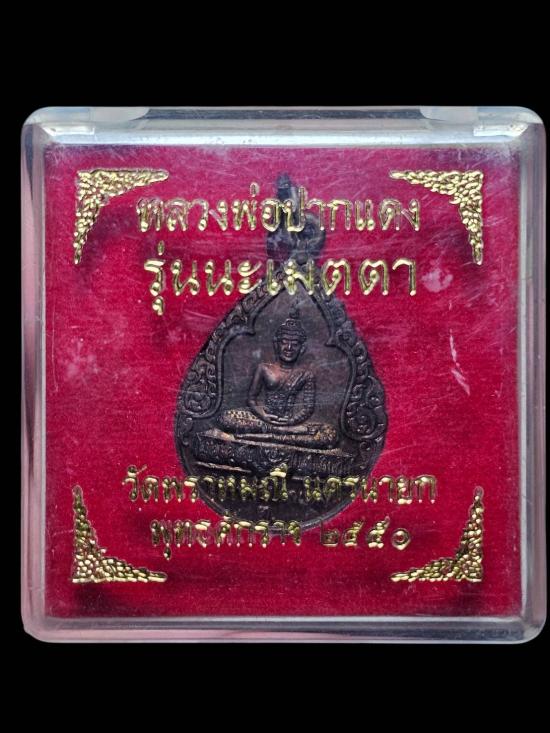 หลวงพ่อปากแดง
รุ่นนะเมตตา
วัดพราหมณี นครนายก
พุทธศักราช ๒๕๕๐